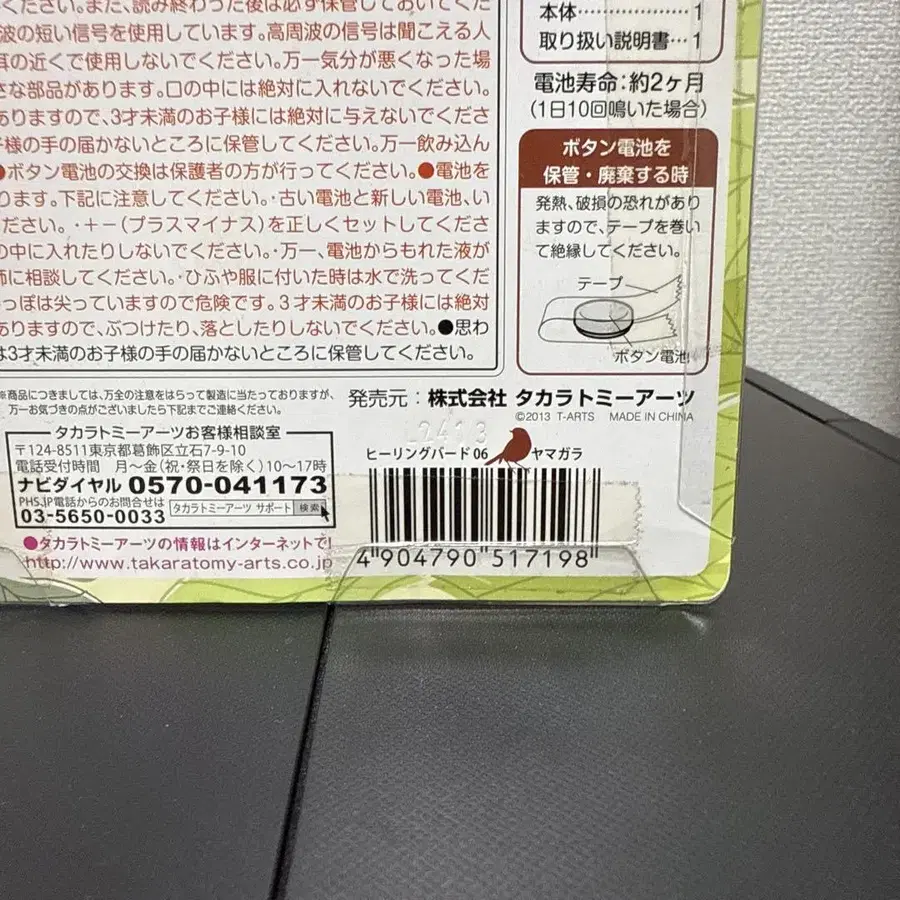 ください。また、読み終わった後は必ず保管しておいてくだ
波の短い信号を使用しています。高周波の信号は聞こえる人
耳の近くで使用しないでください。万一気分が悪くなった場
さな部品があります。口の中には絶対に入れないでください。
ありますので、3才未満のお子様には絶対に与えないでくださ
子様の手の届かないところに保管してください。万一飲み込ん
●ボタン電池の交換は保護者の方が行ってください。●電池を
ります。下記に注意してください。・古い電池と新しい電池、い
ださい。・+−(プラスマイナス)を正しくセットしてくださ
の中に入れたりしないでください。・万一、電池からもれた液が
師に相談してください。・ひふや服に付いた時は水で洗ってくだ
っぽは尖っていますので危険です。3才未満のお子様には絶対
ありますので、ぶつけたり、落としたりしないでください。●思わ
は3才未満のお子様の手の届かないところに保管してください。
本体…………………1
取り扱い説明書…1
電池寿命:約2ヶ月
(1日10回鳴いた場合)
ボタン電池を
保管・廃棄する時
発熱、破損の恐れがあり
ますので、テープを巻い
て絶縁してください。
テープ
ボタン電池
※商品につきましては、万全の注意をはらって製造に当たっておりますが、
万一お気づきの点がございましたら下記までご連絡ください。
発売元:株式会社 タカラトミーアーツ
©2013 T-ARTS MADE IN CHINA
タカラトミーアーツお客様相談室
〒124-8511東京都葛飾区立石7-9-10
電話受付時間 月〜金(祝・祭日を除く)10〜17時
ナビダイヤル 0570-041173
PHS、IP電話からのお問合せは
03-5650-0033
タカラトミーアーツ サポート 検索
●タカラトミーアーツの情報はインターネットで
http://www.takaratomy-arts.co.jp
L2413
ヒーリングバード 06 ヤマガラ
4 904790 517198